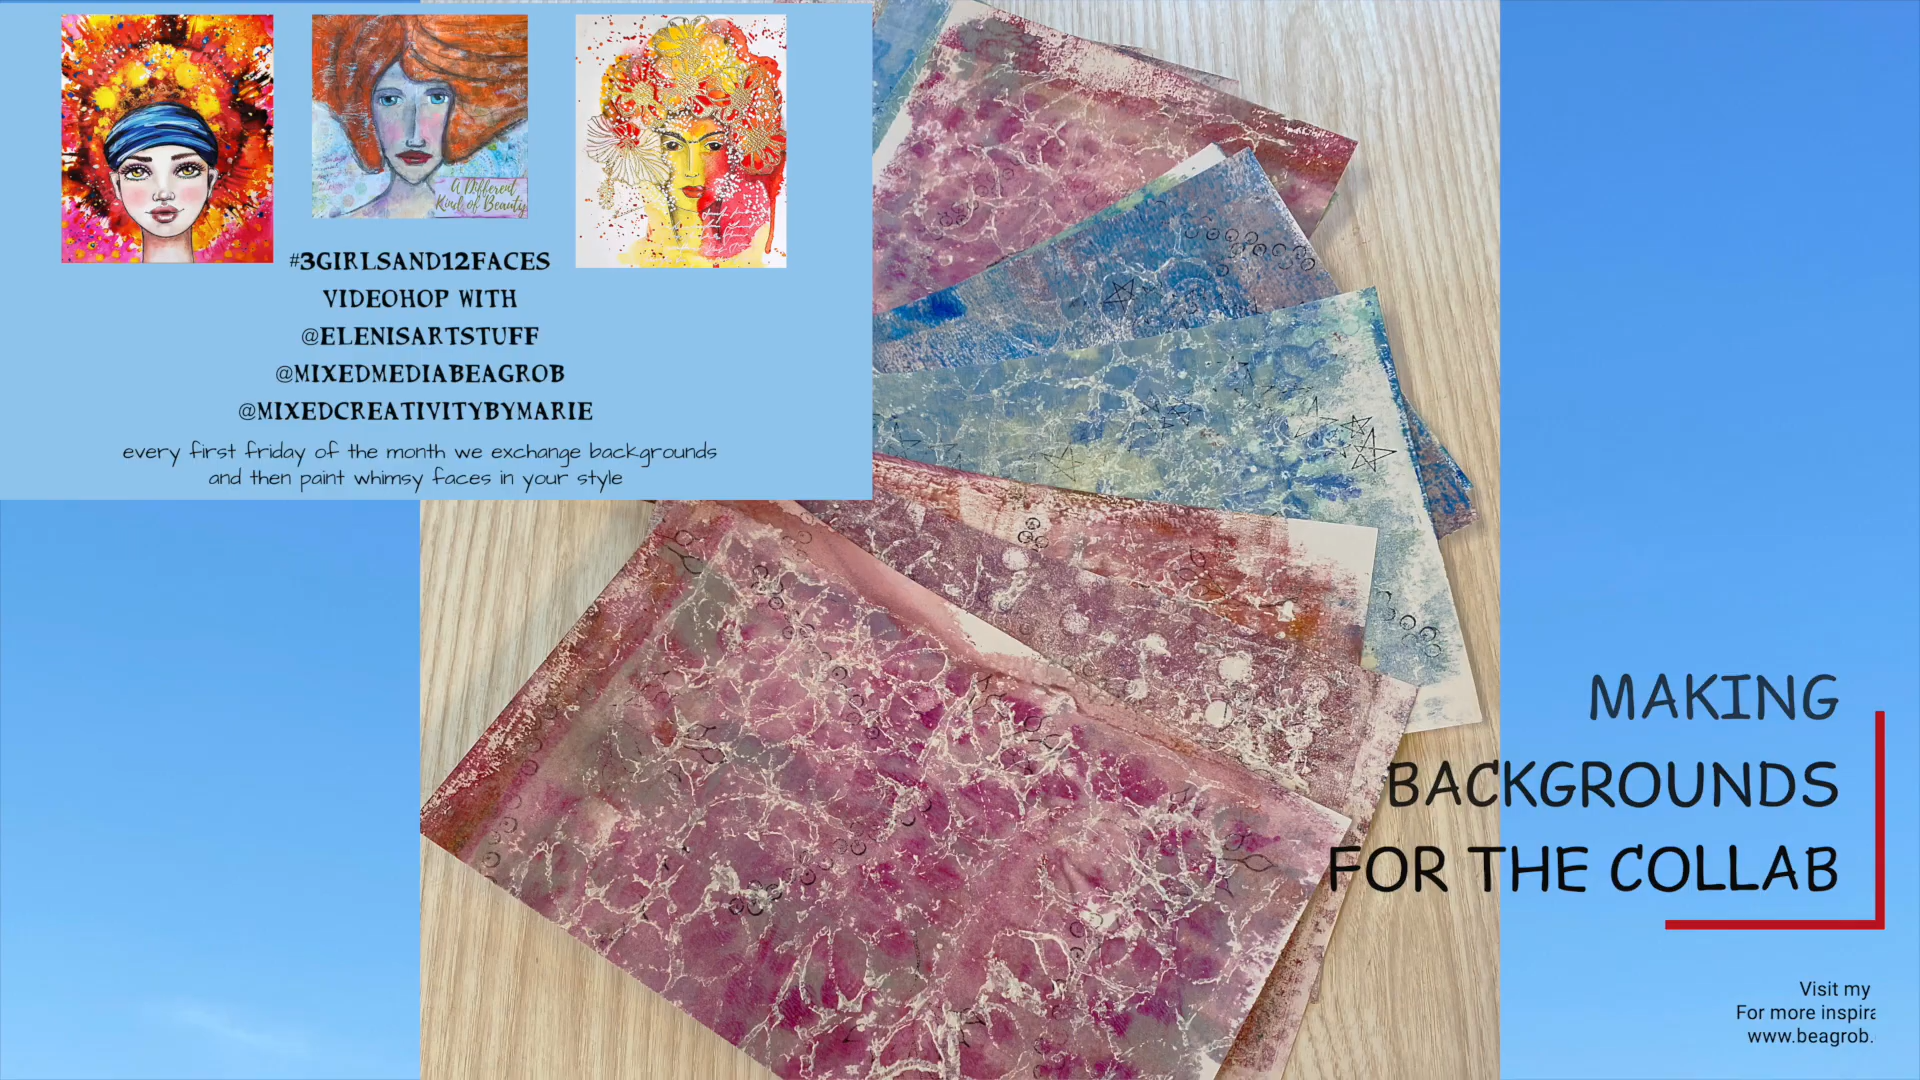 A Different
Kind of Beauty
#3GIRLSAND12FACES
VIDEOHOP WITH
@ELENISARTSTUFF
@MIXEDMEDIABEAGROB
@MIXEDCREATIVITYBYMARIE
every first friday of the month we exchange backgrounds
and then paint whimsy faces in your style
MAKING
BACKGROUNDS
FOR THE COLLAB
Visit my
For more inspira
www.beagrob.